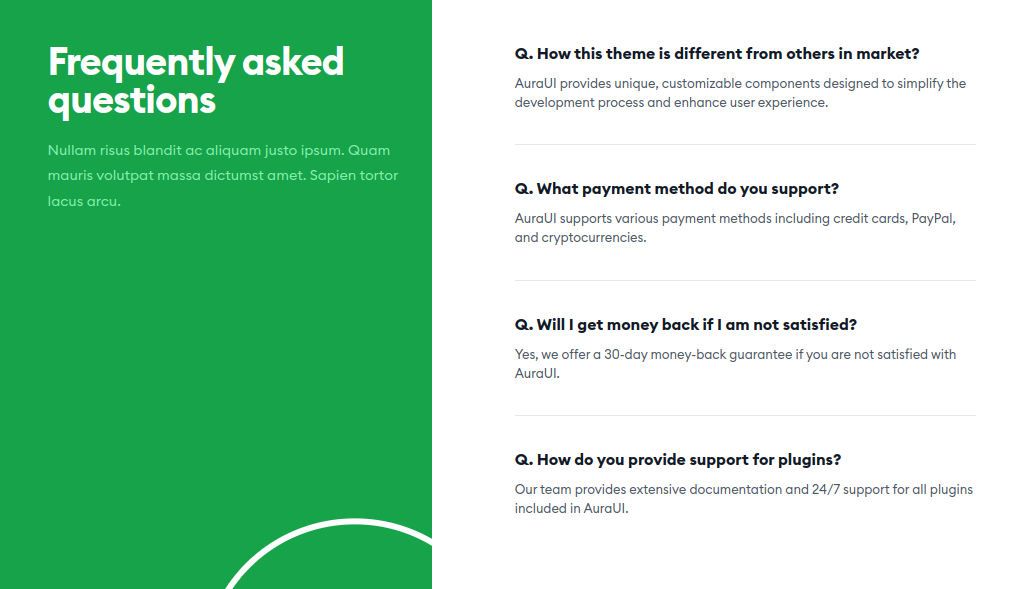 Frequently asked
questions
Nullam risus blandit ac aliquam justo ipsum. Quam
mauris volutpat massa dictumst amet. Sapien tortor
lacus arcu.
Q. How this theme is different from others in market?
AuraUI provides unique, customizable components designed to simplify the
development process and enhance user experience.
Q. What payment method do you support?
AuraUI supports various payment methods including credit cards, PayPal,
and cryptocurrencies.
Q. Will I get money back if I am not satisfied?
Yes, we offer a 30-day money-back guarantee if you are not satisfied with
AuraUI.
Q. How do you provide support for plugins?
Our team provides extensive documentation and 24/7 support for all plugins
included in AuraUI.